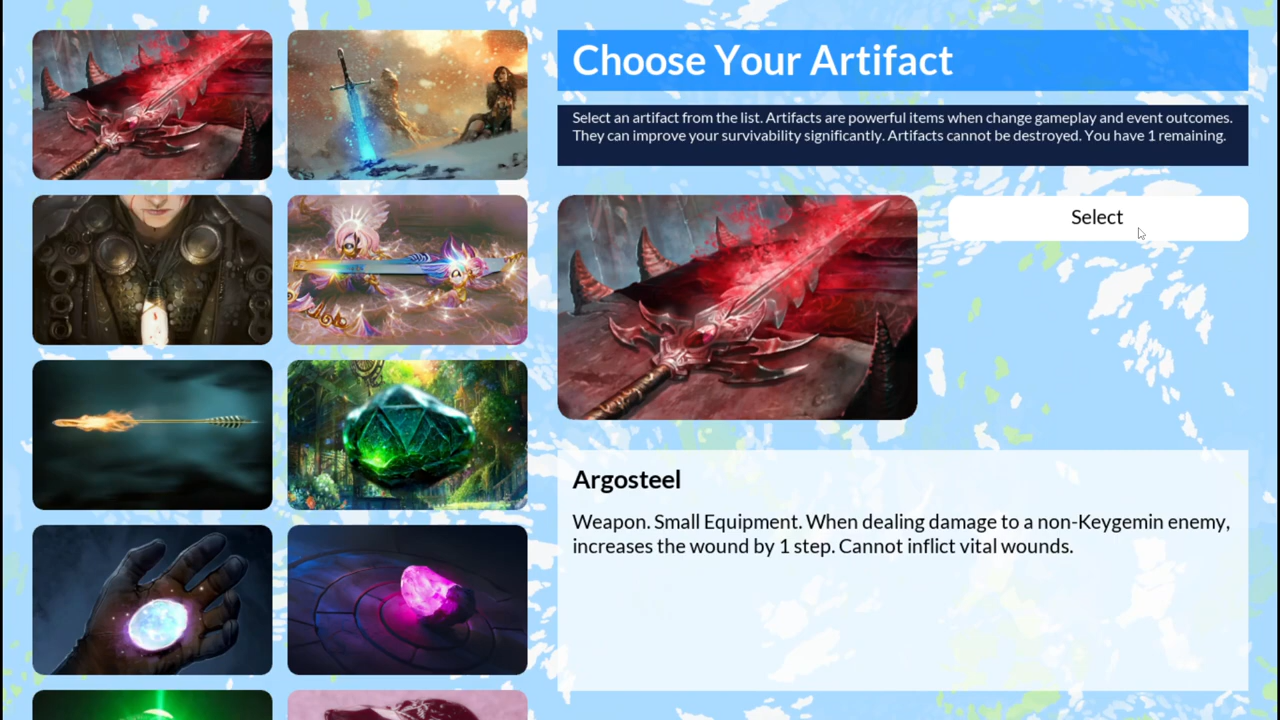 Choose Your Artifact
Select an artifact from the list. Artifacts are powerful items when change gameplay and event outcomes.
They can improve your survivability significantly. Artifacts cannot be destroyed. You have 1 remaining.
Select
Argosteel
Weapon. Small Equipment. When dealing damage to a non-Keygemin enemy,
increases the wound by 1 step. Cannot inflict vital wounds.